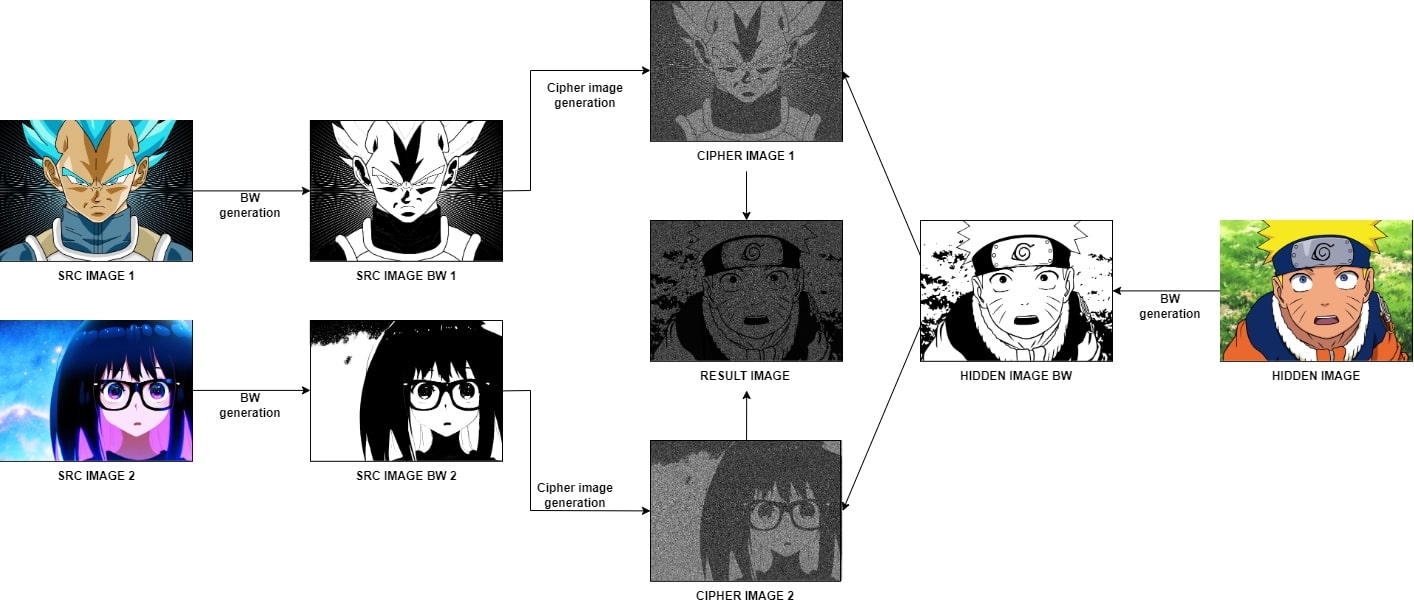 Cipher image
generation
CIPHER IMAGE 1
BW
generation
SRC IMAGE 1
SRC IMAGE BW 1
BW
generation
RESULT IMAGE
HIDDEN IMAGE BW
HIDDEN IMAGE
BW
generation
SRC IMAGE 2
SRC IMAGE BW 2
Cipher image
generation
CIPHER IMAGE 2